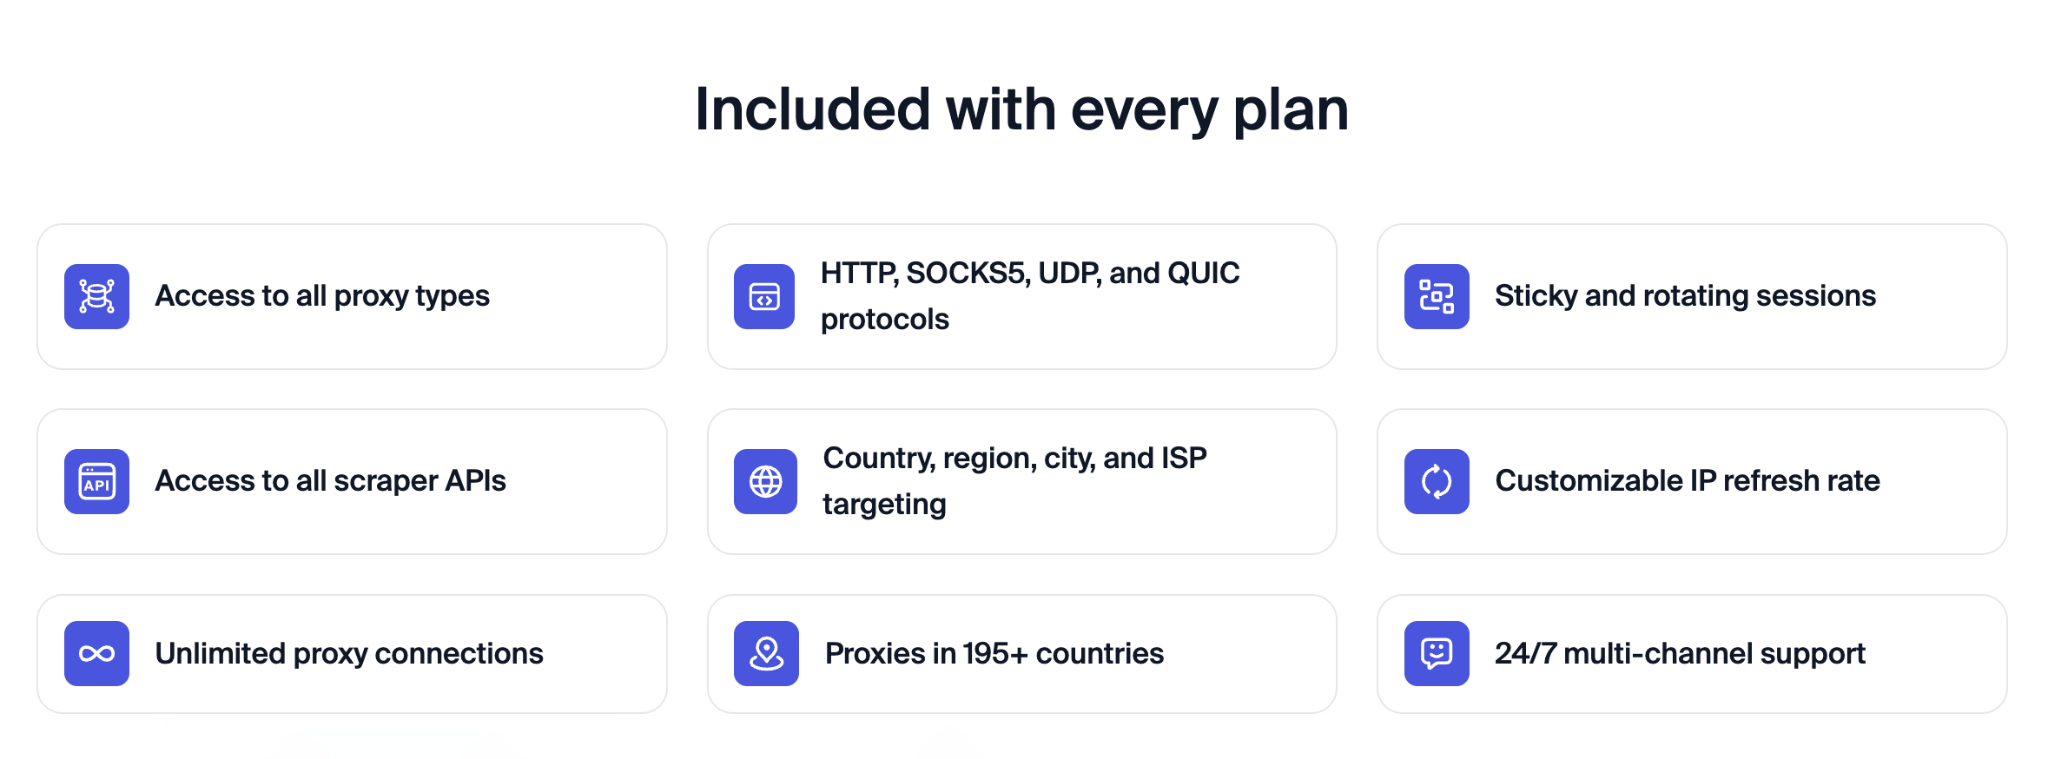 Included with every plan
Access to all proxy types
HTTP, SOCKS5, UDP, and QUIC
protocols
Sticky and rotating sessions
API
Access to all scraper APIs
Country, region, city, and ISP
targeting
Customizable IP refresh rate
Unlimited proxy connections
Proxies in 195+ countries
24/7 multi-channel support